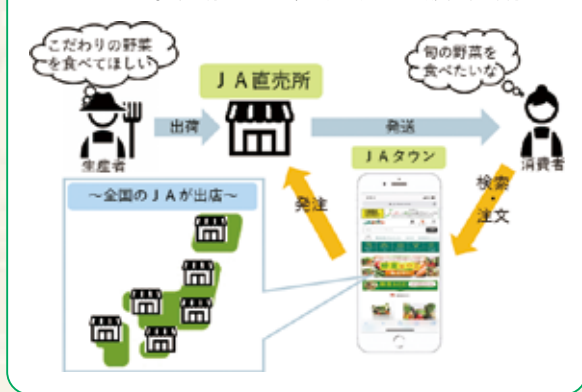 こだわりの野菜
を食べてほしい
旬の野菜を
食べたいな
JA直売所
出荷
発送
生産者
消費者
JAタウン
検索
・
注文
発注
〜全国のJAが出店〜